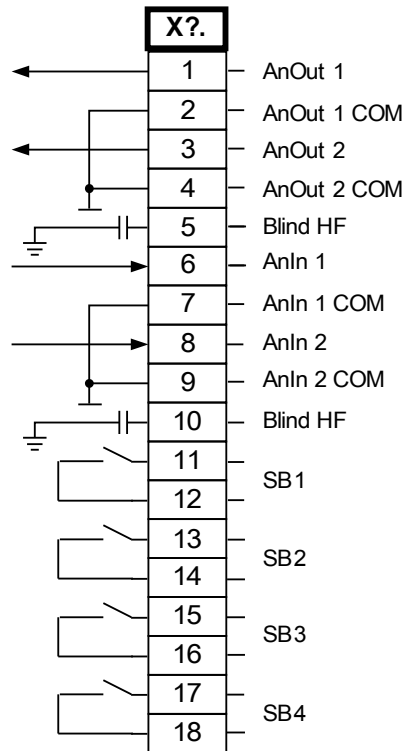 X?.
1 AnOut 1
2 AnOut 1 COM
3 AnOut 2
4 AnOut 2 COM
5 Blind HF
6 AnIn 1
7 AnIn 1 COM
8 AnIn 2
9 AnIn 2 COM
10 Blind HF
11
SB1
12
13
SB2
14
15
SB3
16
17
SB4
18